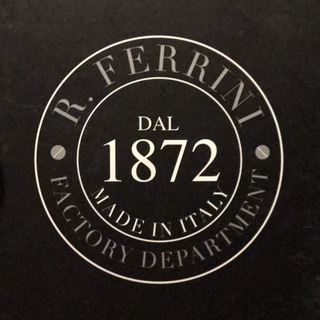 R. FERRINI
DAL
1872
MADE IN ITALY
FACTORY DEPARTMENT